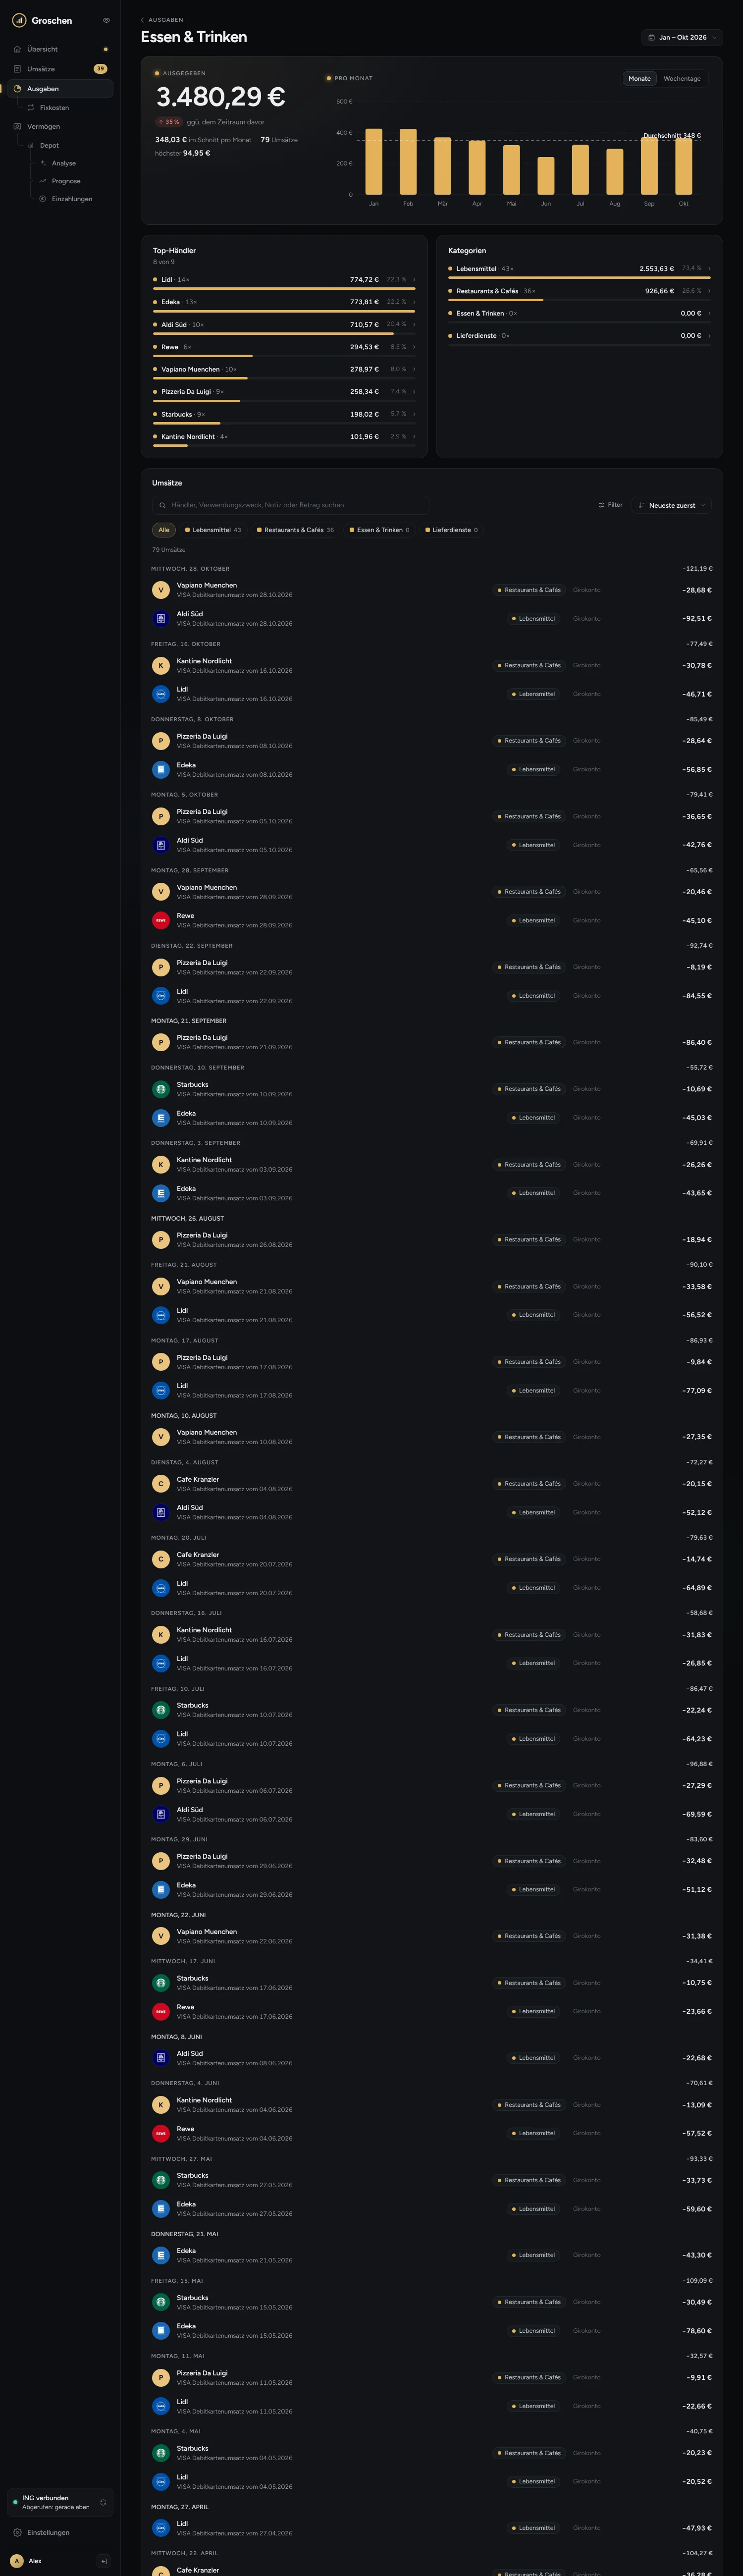 Groschen
Übersicht
Umsätze 39
Ausgaben
Fixkosten
Vermögen
Depot
Analyse
Prognose
Einzahlungen
AUSGABEN
Essen & Trinken
Jan – Okt 2026
AUSGEGEBEN
3.480,29 €
↑ 35 % ggü. dem Zeitraum davor
348,03 € im Schnitt pro Monat 79 Umsätze
höchster 94,95 €
PRO MONAT
Monate Wochentage
600 €
400 €
200 €
0
Durchschnitt 348 €
Jan Feb Mär Apr Mai Jun Jul Aug Sep Okt
Top-Händler
8 von 9
Lidl · 14× 774,72 € 22,3 %
Edeka · 13× 773,81 € 22,2 %
Aldi Süd · 10× 710,57 € 20,4 %
Rewe · 6× 294,53 € 8,5 %
Vapiano Muenchen · 10× 278,97 € 8,0 %
Pizzeria Da Luigi · 9× 258,34 € 7,4 %
Starbucks · 9× 198,02 € 5,7 %
Kantine Nordlicht · 4× 101,96 € 2,9 %
Kategorien
Lebensmittel · 43× 2.553,63 € 73,4 %
Restaurants & Cafés · 36× 926,66 € 26,6 %
Essen & Trinken · 0× 0,00 €
Lieferdienste · 0× 0,00 €
Umsätze
Händler, Verwendungszweck, Notiz oder Betrag suchen
Filter
Neueste zuerst
Alle Lebensmittel 43 Restaurants & Cafés 36 Essen & Trinken 0 Lieferdienste 0
79 Umsätze
MITTWOCH, 28. OKTOBER −121,19 €
V Vapiano Muenchen
VISA Debitkartenumsatz vom 28.10.2026
Restaurants & Cafés Girokonto −28,68 €
Aldi Süd
VISA Debitkartenumsatz vom 28.10.2026
Lebensmittel Girokonto −92,51 €
FREITAG, 16. OKTOBER −77,49 €
K Kantine Nordlicht
VISA Debitkartenumsatz vom 16.10.2026
Restaurants & Cafés Girokonto −30,78 €
Lidl
VISA Debitkartenumsatz vom 16.10.2026
Lebensmittel Girokonto −46,71 €
DONNERSTAG, 8. OKTOBER −85,49 €
P Pizzeria Da Luigi
VISA Debitkartenumsatz vom 08.10.2026
Restaurants & Cafés Girokonto −28,64 €
Edeka
VISA Debitkartenumsatz vom 08.10.2026
Lebensmittel Girokonto −56,85 €
MONTAG, 5. OKTOBER −79,41 €
P Pizzeria Da Luigi
VISA Debitkartenumsatz vom 05.10.2026
Restaurants & Cafés Girokonto −36,65 €
Aldi Süd
VISA Debitkartenumsatz vom 05.10.2026
Lebensmittel Girokonto −42,76 €
MONTAG, 28. SEPTEMBER −65,56 €
V Vapiano Muenchen
VISA Debitkartenumsatz vom 28.09.2026
Restaurants & Cafés Girokonto −20,46 €
REWE Rewe
VISA Debitkartenumsatz vom 28.09.2026
Lebensmittel Girokonto −45,10 €
DIENSTAG, 22. SEPTEMBER −92,74 €
P Pizzeria Da Luigi
VISA Debitkartenumsatz vom 22.09.2026
Restaurants & Cafés Girokonto −8,19 €
Lidl
VISA Debitkartenumsatz vom 22.09.2026
Lebensmittel Girokonto −84,55 €
MONTAG, 21. SEPTEMBER
P Pizzeria Da Luigi
VISA Debitkartenumsatz vom 21.09.2026
Restaurants & Cafés Girokonto −86,40 €
DONNERSTAG, 10. SEPTEMBER −55,72 €
Starbucks
VISA Debitkartenumsatz vom 10.09.2026
Restaurants & Cafés Girokonto −10,69 €
Edeka
VISA Debitkartenumsatz vom 10.09.2026
Lebensmittel Girokonto −45,03 €
DONNERSTAG, 3. SEPTEMBER −69,91 €
K Kantine Nordlicht
VISA Debitkartenumsatz vom 03.09.2026
Restaurants & Cafés Girokonto −26,26 €
Edeka
VISA Debitkartenumsatz vom 03.09.2026
Lebensmittel Girokonto −43,65 €
MITTWOCH, 26. AUGUST
P Pizzeria Da Luigi
VISA Debitkartenumsatz vom 26.08.2026
Restaurants & Cafés Girokonto −18,94 €
FREITAG, 21. AUGUST −90,10 €
V Vapiano Muenchen
VISA Debitkartenumsatz vom 21.08.2026
Restaurants & Cafés Girokonto −33,58 €
Lidl
VISA Debitkartenumsatz vom 21.08.2026
Lebensmittel Girokonto −56,52 €
MONTAG, 17. AUGUST −86,93 €
P Pizzeria Da Luigi
VISA Debitkartenumsatz vom 17.08.2026
Restaurants & Cafés Girokonto −9,84 €
Lidl
VISA Debitkartenumsatz vom 17.08.2026
Lebensmittel Girokonto −77,09 €
MONTAG, 10. AUGUST
V Vapiano Muenchen
VISA Debitkartenumsatz vom 10.08.2026
Restaurants & Cafés Girokonto −27,35 €
DIENSTAG, 4. AUGUST −72,27 €
C Cafe Kranzler
VISA Debitkartenumsatz vom 04.08.2026
Restaurants & Cafés Girokonto −20,15 €
Aldi Süd
VISA Debitkartenumsatz vom 04.08.2026
Lebensmittel Girokonto −52,12 €
MONTAG, 20. JULI −79,63 €
C Cafe Kranzler
VISA Debitkartenumsatz vom 20.07.2026
Restaurants & Cafés Girokonto −14,74 €
Lidl
VISA Debitkartenumsatz vom 20.07.2026
Lebensmittel Girokonto −64,89 €
DONNERSTAG, 16. JULI −58,68 €
K Kantine Nordlicht
VISA Debitkartenumsatz vom 16.07.2026
Restaurants & Cafés Girokonto −31,83 €
Lidl
VISA Debitkartenumsatz vom 16.07.2026
Lebensmittel Girokonto −26,85 €
FREITAG, 10. JULI −86,47 €
Starbucks
VISA Debitkartenumsatz vom 10.07.2026
Restaurants & Cafés Girokonto −22,24 €
Lidl
VISA Debitkartenumsatz vom 10.07.2026
Lebensmittel Girokonto −64,23 €
MONTAG, 6. JULI −96,88 €
P Pizzeria Da Luigi
VISA Debitkartenumsatz vom 06.07.2026
Restaurants & Cafés Girokonto −27,29 €
Aldi Süd
VISA Debitkartenumsatz vom 06.07.2026
Lebensmittel Girokonto −69,59 €
MONTAG, 29. JUNI −83,60 €
P Pizzeria Da Luigi
VISA Debitkartenumsatz vom 29.06.2026
Restaurants & Cafés Girokonto −32,48 €
Edeka
VISA Debitkartenumsatz vom 29.06.2026
Lebensmittel Girokonto −51,12 €
MONTAG, 22. JUNI
V Vapiano Muenchen
VISA Debitkartenumsatz vom 22.06.2026
Restaurants & Cafés Girokonto −31,38 €
MITTWOCH, 17. JUNI −34,41 €
Starbucks
VISA Debitkartenumsatz vom 17.06.2026
Restaurants & Cafés Girokonto −10,75 €
REWE Rewe
VISA Debitkartenumsatz vom 17.06.2026
Lebensmittel Girokonto −23,66 €
MONTAG, 8. JUNI
Aldi Süd
VISA Debitkartenumsatz vom 08.06.2026
Lebensmittel Girokonto −22,68 €
DONNERSTAG, 4. JUNI −70,61 €
K Kantine Nordlicht
VISA Debitkartenumsatz vom 04.06.2026
Restaurants & Cafés Girokonto −13,09 €
REWE Rewe
VISA Debitkartenumsatz vom 04.06.2026
Lebensmittel Girokonto −57,52 €
MITTWOCH, 27. MAI −93,33 €
Starbucks
VISA Debitkartenumsatz vom 27.05.2026
Restaurants & Cafés Girokonto −33,73 €
Edeka
VISA Debitkartenumsatz vom 27.05.2026
Lebensmittel Girokonto −59,60 €
DONNERSTAG, 21. MAI
Edeka
VISA Debitkartenumsatz vom 21.05.2026
Lebensmittel Girokonto −43,30 €
FREITAG, 15. MAI −109,09 €
Starbucks
VISA Debitkartenumsatz vom 15.05.2026
Restaurants & Cafés Girokonto −30,49 €
Edeka
VISA Debitkartenumsatz vom 15.05.2026
Lebensmittel Girokonto −78,60 €
MONTAG, 11. MAI −32,57 €
P Pizzeria Da Luigi
VISA Debitkartenumsatz vom 11.05.2026
Restaurants & Cafés Girokonto −9,91 €
Lidl
VISA Debitkartenumsatz vom 11.05.2026
Lebensmittel Girokonto −22,66 €
MONTAG, 4. MAI −40,75 €
Starbucks
VISA Debitkartenumsatz vom 04.05.2026
Restaurants & Cafés Girokonto −20,23 €
Lidl
VISA Debitkartenumsatz vom 04.05.2026
Lebensmittel Girokonto −20,52 €
MONTAG, 27. APRIL
Lidl
VISA Debitkartenumsatz vom 27.04.2026
Lebensmittel Girokonto −47,93 €
MITTWOCH, 22. APRIL −104,27 €
Cafe Kranzler
Restaurants & Cafés Girokonto −36,28 €
ING verbunden
Abgerufen: gerade eben
Einstellungen
A Alex